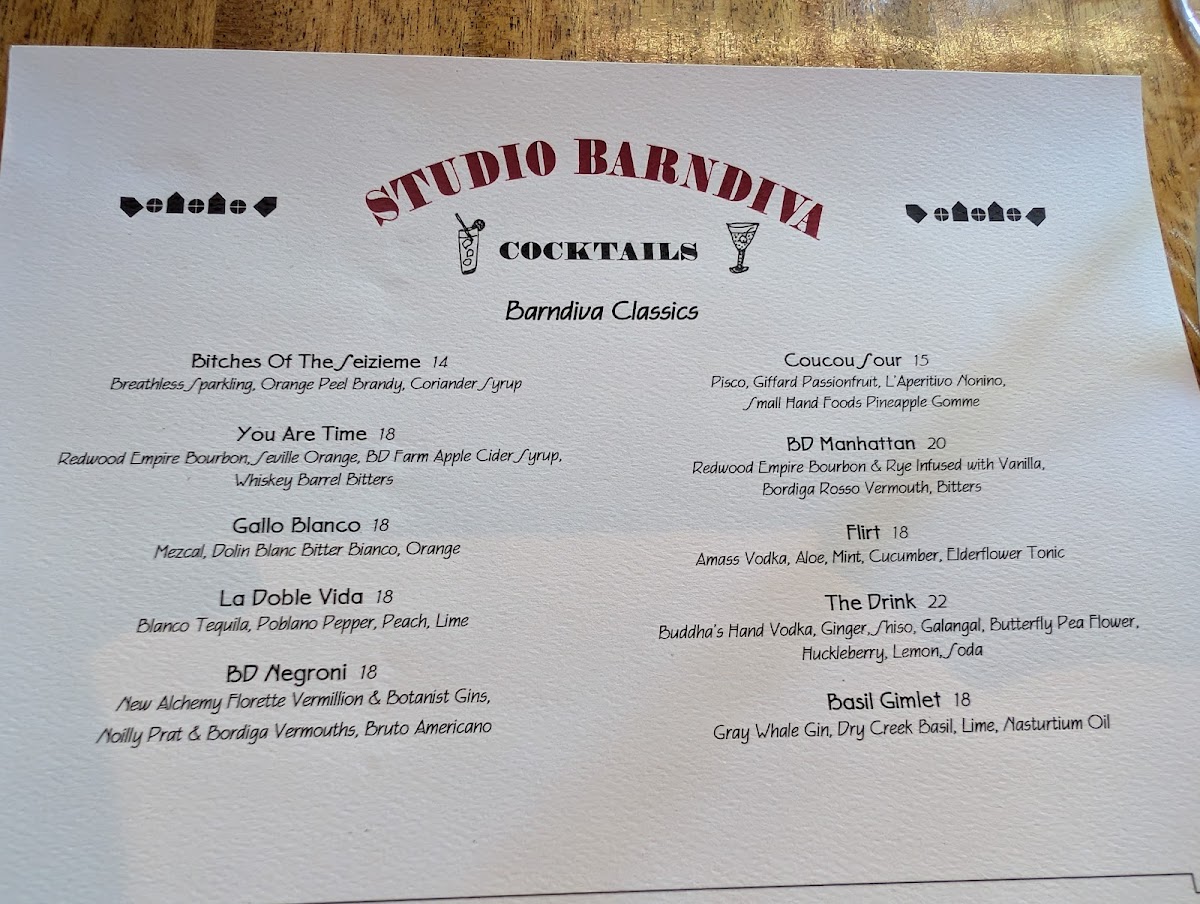 STUDIO BARNDIVA
COCKTAILS
Barndiva Classics
Bitches Of The Seizieme 14
Breathless Sparkling, Orange Peel Brandy, Coriander Syrup
You Are Time 18
Redwood Empire Bourbon, Seville Orange, BD Farm Apple Cider Syrup,
Whiskey Barrel Bitters
Gallo Blanco 18
Mezcal, Dolin Blanc Bitter Bianco, Orange
La Doble Vida 18
Blanco Tequila, Poblano Pepper, Peach, Lime
BD Negroni 18
New Alchemy Florette Vermillion & Botanist Gins,
Noilly Prat & Bordiga Vermouths, Bruto Americano
Coucou Sour 15
Pisco, Giffard Passionfruit, L'Aperitivo Nonino,
Small Hand Foods Pineapple Gomme
BD Manhattan 20
Redwood Empire Bourbon & Rye Infused with Vanilla,
Bordiga Rosso Vermouth, Bitters
Flirt 18
Amass Vodka, Aloe, Mint, Cucumber, Elderflower Tonic
The Drink 22
Buddha's Hand Vodka, Ginger, Shiso, Galangal, Butterfly Pea Flower,
Huckleberry, Lemon, Soda
Basil Gimlet 18
Gray Whale Gin, Dry Creek Basil, Lime, Nasturtium Oil